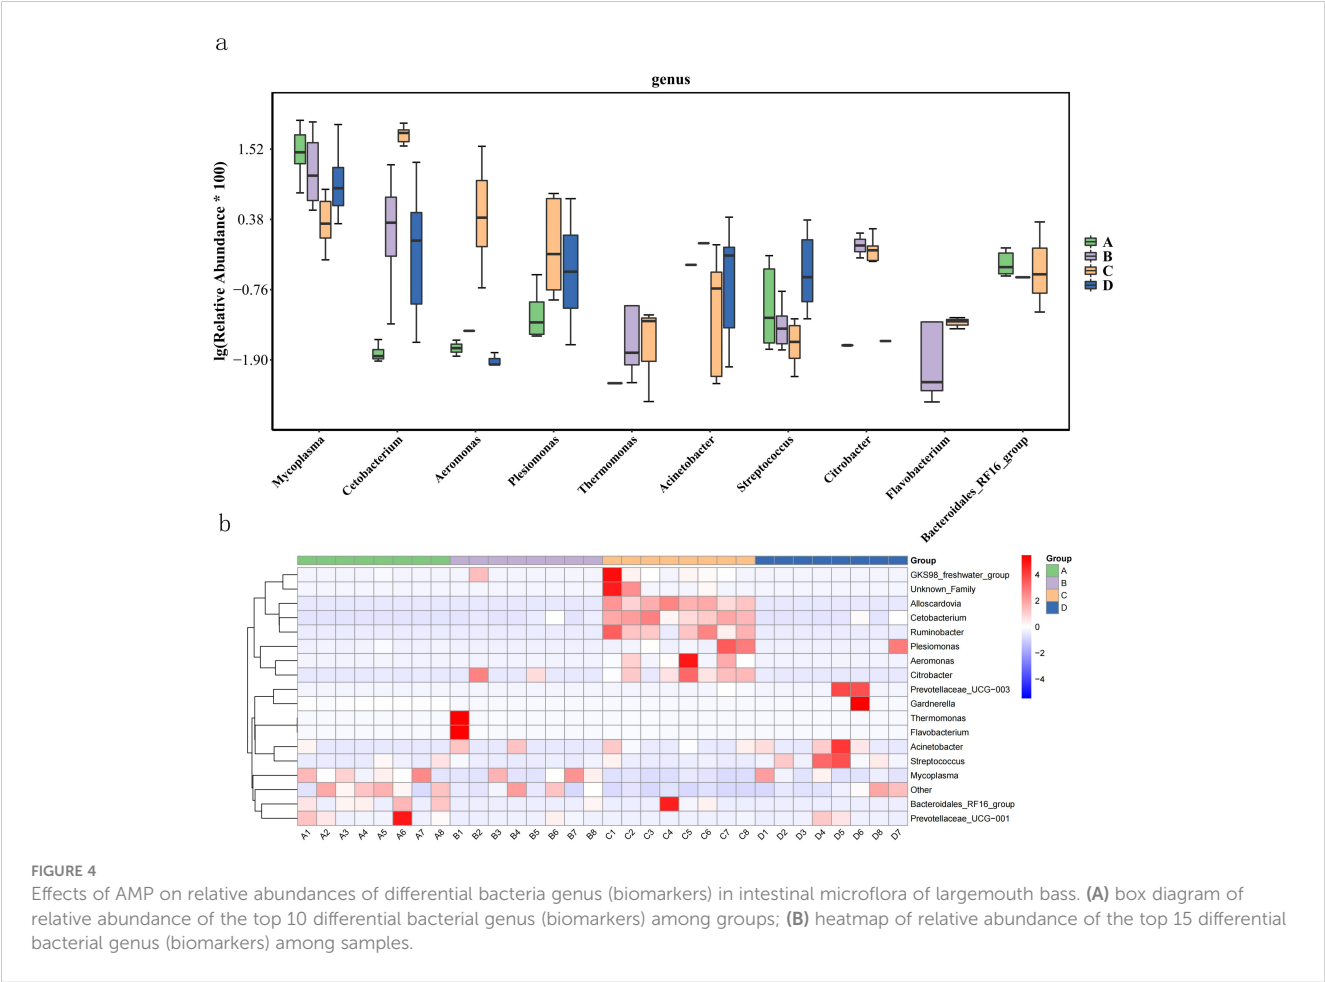 a
genus
lg(Relative Abundance * 100)
1.52
0.38
−0.76
−1.90
A
B
C
D
Mycoplasma
Cetobacterium
Aeromonas
Plesiomonas
Thermomonas
Acinetobacter
Streptococcus
Citrobacter
Flavobacterium
Bacteroidales_RF16_group
b
Group
GKS98_freshwater_group
Unknown_Family
Alloscardovia
Cetobacterium
Ruminobacter
Plesiomonas
Aeromonas
Citrobacter
Prevotellaceae_UCG−003
Gardnerella
Thermomonas
Flavobacterium
Acinetobacter
Streptococcus
Mycoplasma
Other
Bacteroidales_RF16_group
Prevotellaceae_UCG−001
4
2
0
−2
−4
Group
A
B
C
D
A1 A2 A3 A4 A5 A6 A7 A8 B1 B2 B3 B4 B5 B6 B7 B8 C1 C2 C3 C4 C5 C6 C7 C8 D1 D2 D3 D4 D5 D6 D8 D7
FIGURE 4
Effects of AMP on relative abundances of differential bacteria genus (biomarkers) in intestinal microflora of largemouth bass. (A) box diagram of
relative abundance of the top 10 differential bacterial genus (biomarkers) among groups; (B) heatmap of relative abundance of the top 15 differential
bacterial genus (biomarkers) among samples.